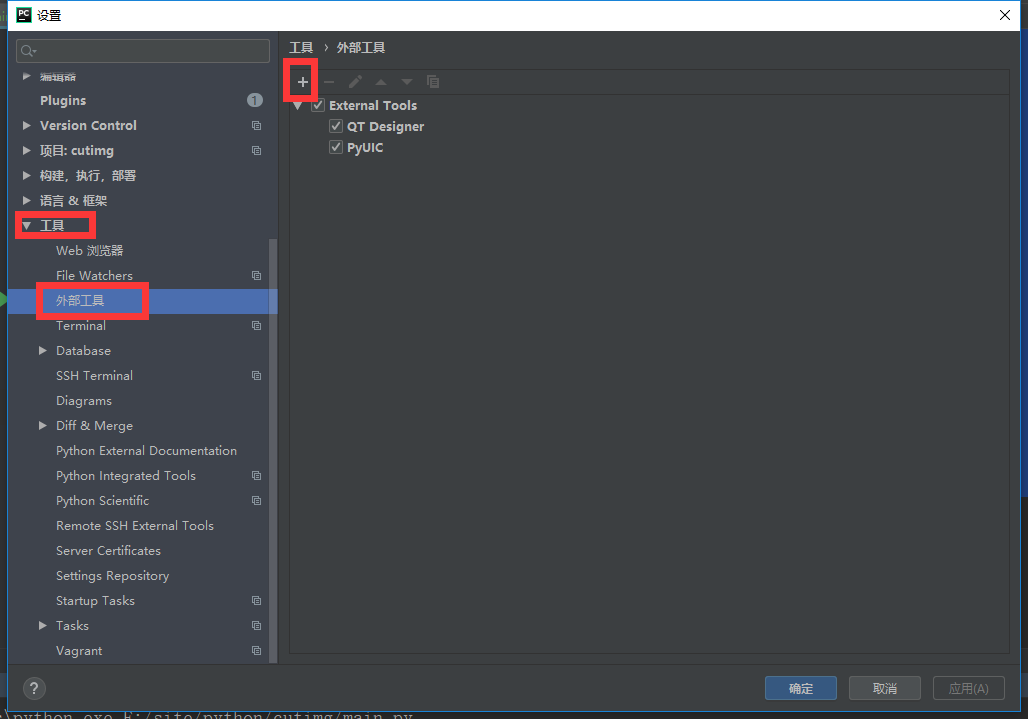 PC 设置
工具 › 外部工具
编辑器
Plugins 1
Version Control
项目: cutimg
构建，执行，部署
语言 & 框架
工具
Web 浏览器
File Watchers
外部工具
Terminal
Database
SSH Terminal
Diagrams
Diff & Merge
Python External Documentation
Python Integrated Tools
Python Scientific
Remote SSH External Tools
Server Certificates
Settings Repository
Startup Tasks
Tasks
Vagrant
External Tools
QT Designer
PyUIC
?
确定
取消
应用(A)
\python.exe E:/site/python/cutimg/main.py